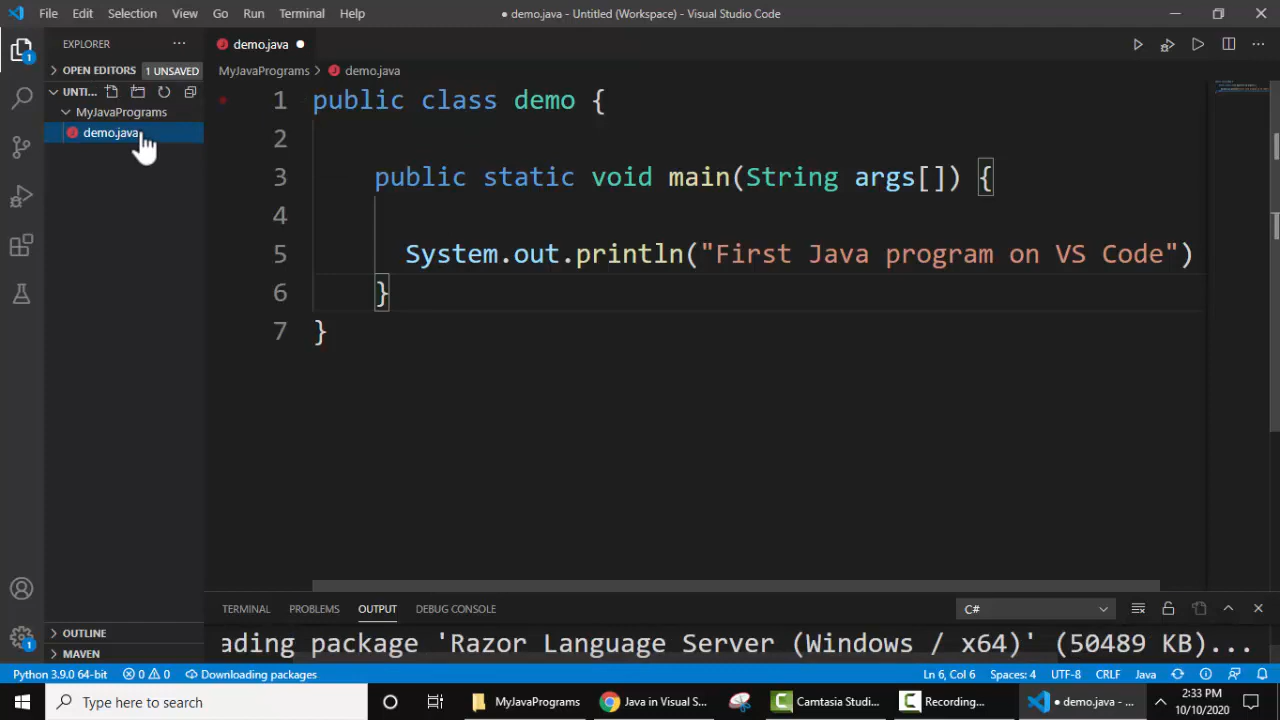 File Edit Selection View Go Run Terminal Help
● demo.java - Untitled (Workspace) - Visual Studio Code
EXPLORER
OPEN EDITORS 1 UNSAVED
UNTI...
MyJavaPrograms
demo.java
demo.java
MyJavaPrograms > demo.java
1 public class demo {
2
3 public static void main(String args[]) {
4
5 System.out.println("First Java program on VS Code")
6 }
7 }
OUTLINE
MAVEN
TERMINAL PROBLEMS OUTPUT DEBUG CONSOLE
C#
ading package 'Razor Language Server (Windows / x64)' (50489 KB)...
Python 3.9.0 64-bit 0 0 Downloading packages Ln 6, Col 6 Spaces: 4 UTF-8 CRLF Java
Type here to search
MyJavaPrograms
Java in Visual S...
Camtasia Studi...
Recording...
● demo.java - ...
2:33 PM
10/10/2020